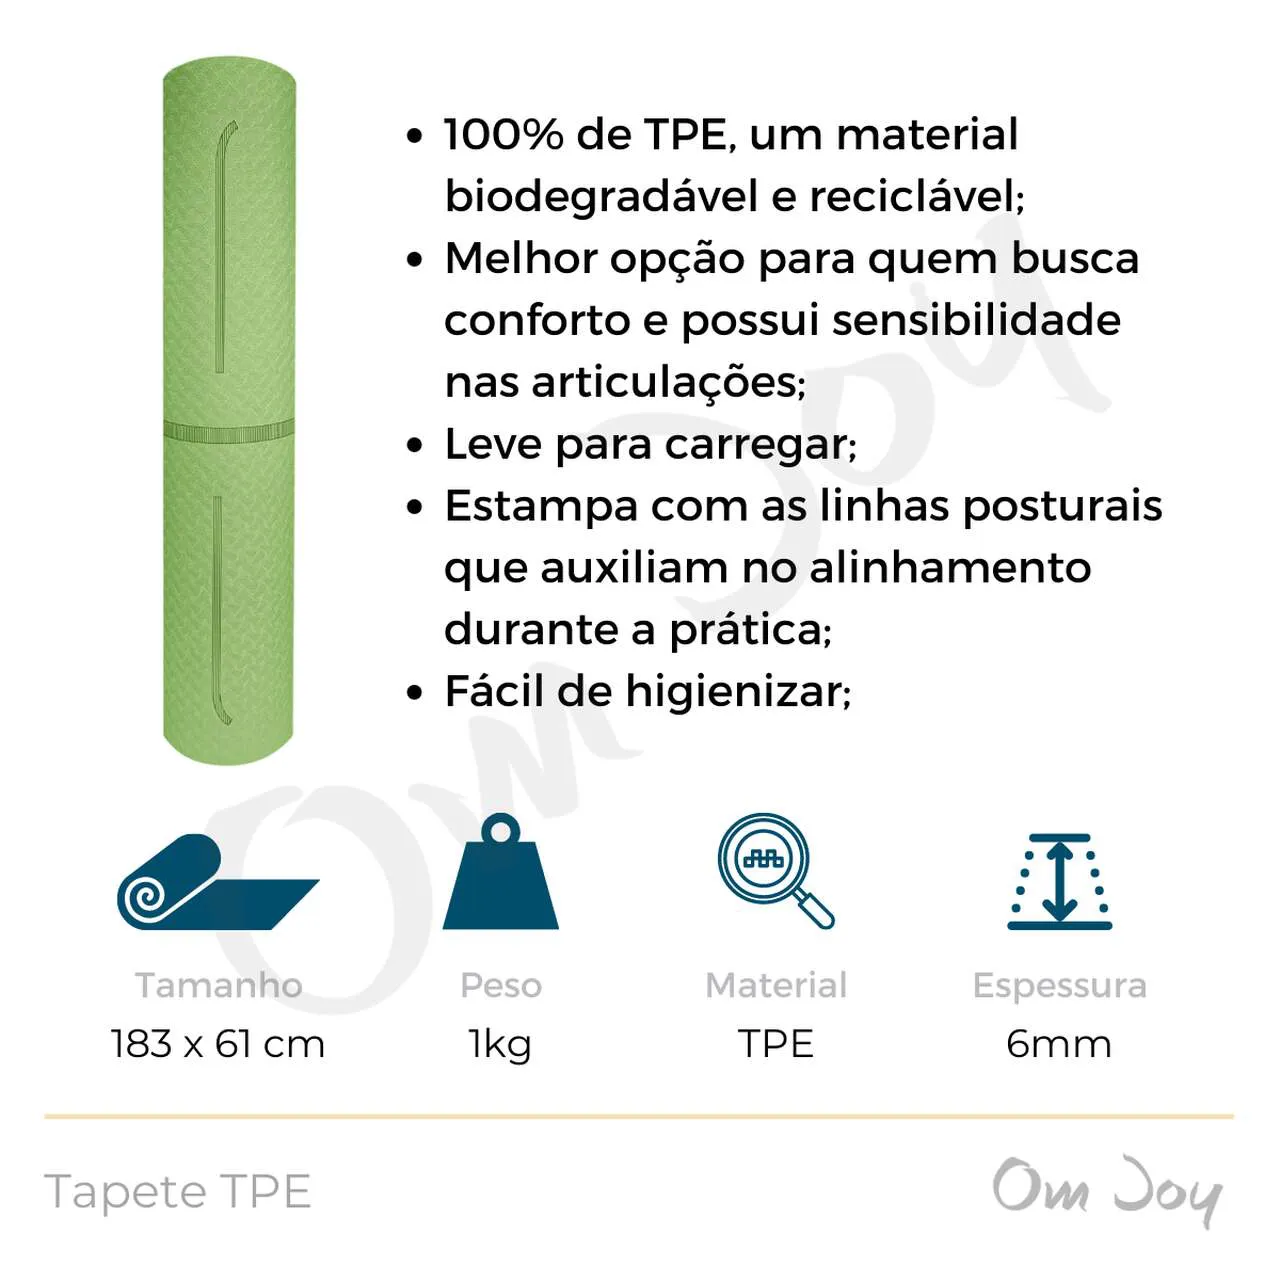 • 100% de TPE, um material
biodegradável e reciclável;
• Melhor opção para quem busca
conforto e possui sensibilidade
nas articulações;
• Leve para carregar;
• Estampa com as linhas posturais
que auxiliam no alinhamento
durante a prática;
• Fácil de higienizar;
Om Joy
Tamanho
183 x 61 cm
Peso
1kg
Material
TPE
Espessura
6mm
Tapete TPE
Om Joy